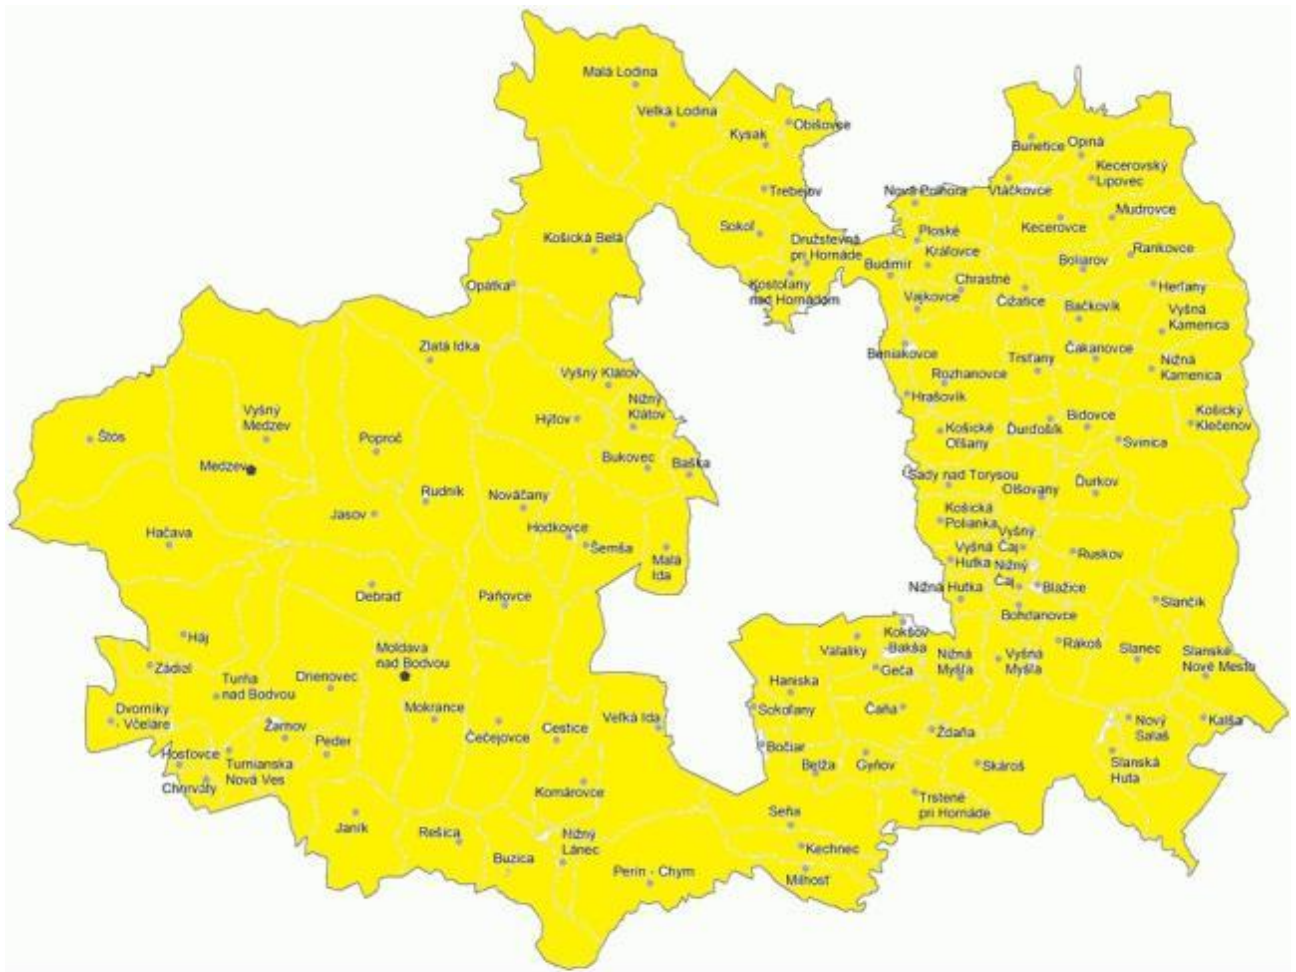 Malá Lodina
Veľká Lodina
Obišovce
Kysak
Trebejov
Sokoľ
Družstevná
pri Hornáde
Kostoľany
nad Hornádom
Košická Belá
Opátka
Zlatá Idka
Vyšný Klátov
Nižný
Klátov
Hýľov
Bukovec
Baška
Štós
Vyšný
Medzev
Medzev
Poproč
Rudník
Nováčany
Jasov
Hodkovce
Šemša
Malá
Ida
Hačava
Debraď
Paňovce
Háj
Zádiel
Moldava
nad Bodvou
Turňa
nad Bodvou
Drienovec
Dvorníky
- Včeláre
Mokrance
Čečejovce
Cestice
Veľká Ida
Žarnov
Peder
Hosťovce
Turnianska
Nová Ves
Chorváty
Komárovce
Janík
Rešica
Buzica
Nižný
Lánec
Perín - Chym
Bunetice
Opiná
Kecerovský
Lipovec
Vtáčkovce
Nová Polhora
Mudrovce
Kecerovce
Ploské
Kráľovce
Budimír
Boliarov
Rankovce
Chrastné
Vajkovce
Čižatice
Herľany
Bačkovík
Vyšná
Kamenica
Beniakovce
Trsťany
Čakanovce
Nižná
Kamenica
Rozhanovce
Hrašovík
Košický
Klečenov
Košické
Oľšany
Ďurďošík
Bidovce
Svinica
Sady nad Torysou
Olšovany
Ďurkov
Košická
Polianka
Vyšný
Čaj
Vyšná
Hutka
Ruskov
Nižný
Čaj
Nižná Hutka
Blažice
Bohdanovce
Slančík
Kokšov
Bakša
Valaliky
Geča
Nižná
Myšľa
Vyšná
Myšľa
Rákoš
Slanec
Slanské
Nové Mesto
Haniska
Sokoľany
Čaňa
Ždaňa
Nový
Salaš
Kalša
Bočiar
Belža
Gyňov
Skároš
Slanská
Huta
Trstené
pri Hornáde
Seňa
Kechnec
Milhosť